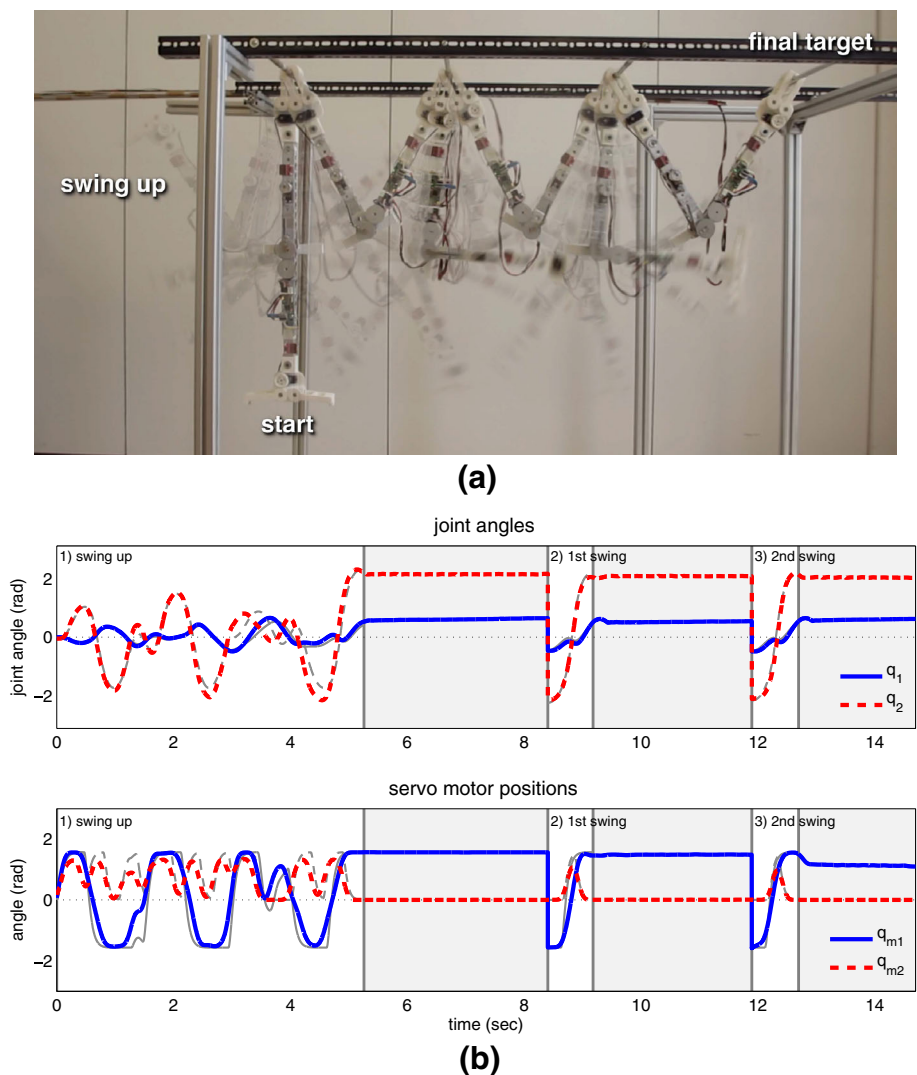 final target
swing up
start
(a)
joint angles
1) swing up
2) 1st swing
3) 2nd swing
joint angle (rad)
2
0
−2
q1
q2
0 2 4 6 8 10 12 14
servo motor positions
1) swing up
2) 1st swing
3) 2nd swing
angle (rad)
2
0
−2
qm1
qm2
0 2 4 6 8 10 12 14
time (sec)
(b)